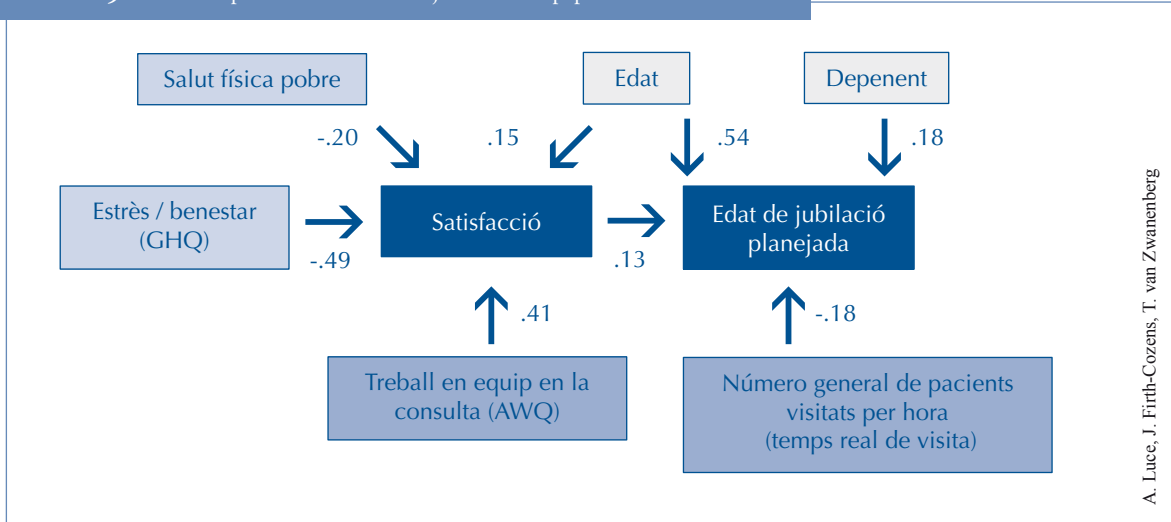 Salut física pobre
Edat
Depenent
-.20
.15
.54
.18
Estrès / benestar
(GHQ)
Satisfacció
Edat de jubilació
planejada
-.49
.13
.41
-.18
Treball en equip en la
consulta (AWQ)
Número general de pacients
visitats per hora
(temps real de visita)
A. Luce, J. Firth-Cozens, T. van Zwanenberg